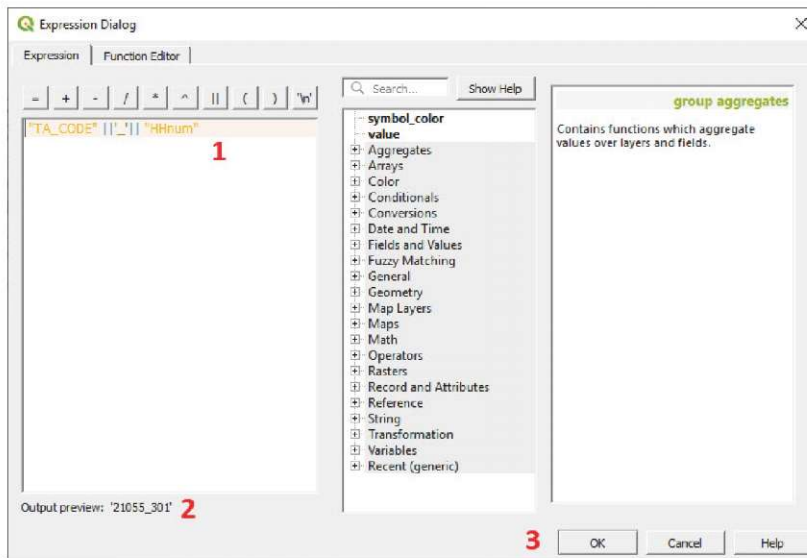 Expression Dialog
Expression
Function Editor
= + - / * ^ || ( ) '\n'
"TA_CODE" ||'_'|| "HHnum"
1
Output preview: '21055_301'
2
Search...
Show Help
symbol_color
value
Aggregates
Arrays
Color
Conditionals
Conversions
Date and Time
Fields and Values
Fuzzy Matching
General
Geometry
Map Layers
Maps
Math
Operators
Rasters
Record and Attributes
Reference
String
Transformation
Variables
Recent (generic)
group aggregates
Contains functions which aggregate
values over layers and fields.
3
OK
Cancel
Help